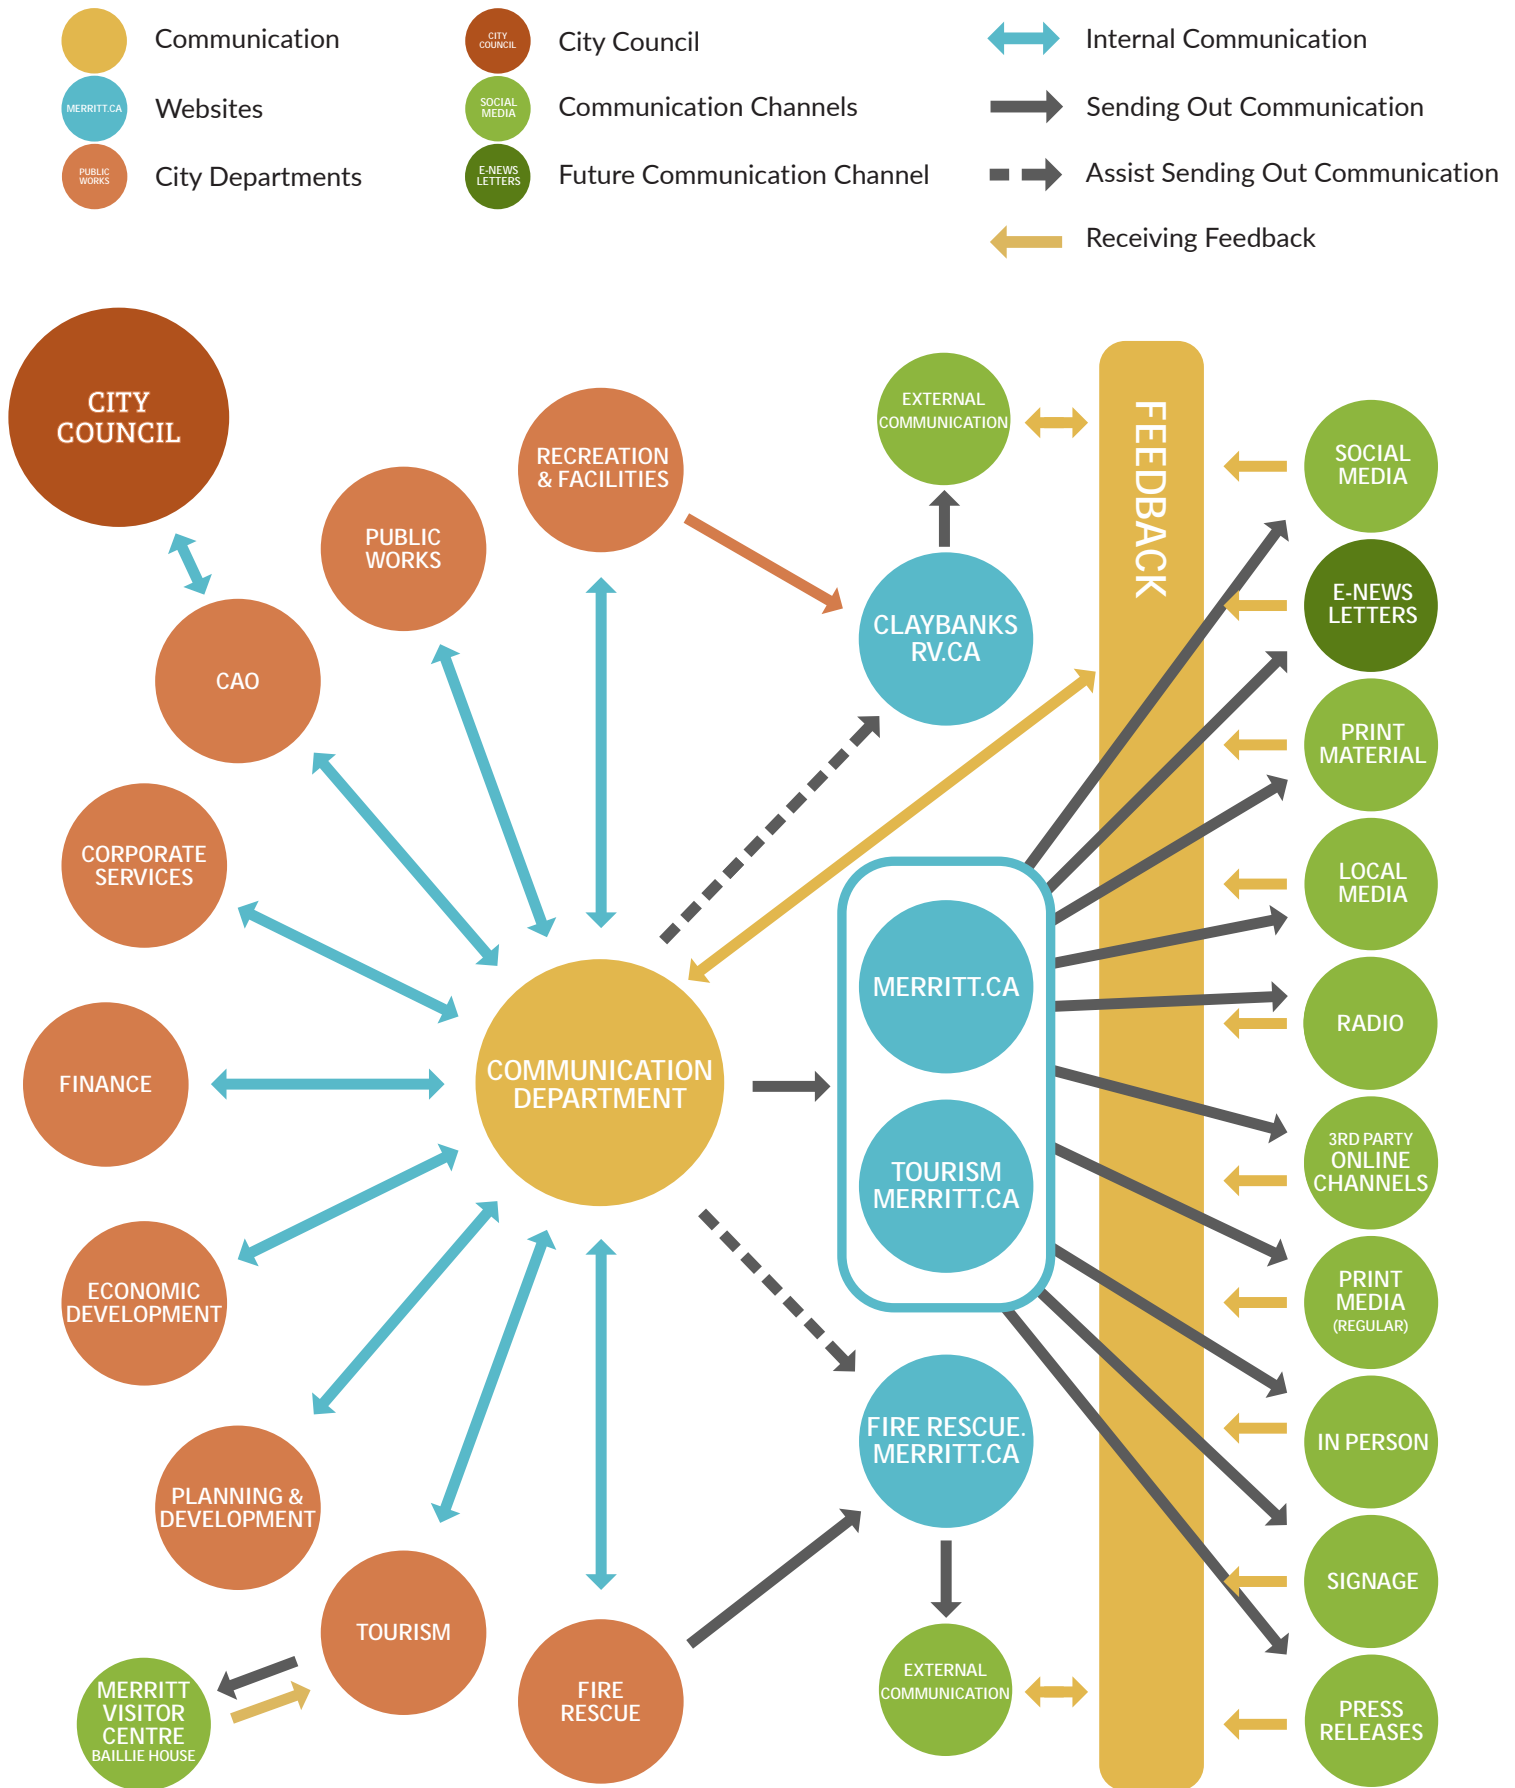 Communication
MERRITT.CA
Websites
PUBLIC
WORKS
City Departments
CITY
COUNCIL
City Council
SOCIAL
MEDIA
Communication Channels
E-NEWS
LETTERS
Future Communication Channel
Internal Communication
Sending Out Communication
Assist Sending Out Communication
Receiving Feedback
CITY
COUNCIL
CAO
PUBLIC
WORKS
RECREATION
& FACILITIES
CORPORATE
SERVICES
FINANCE
ECONOMIC
DEVELOPMENT
PLANNING &
DEVELOPMENT
TOURISM
MERRITT
VISITOR
CENTRE
BAILLIE HOUSE
FIRE
RESCUE
COMMUNICATION
DEPARTMENT
EXTERNAL
COMMUNICATION
CLAYBANKS
RV.CA
MERRITT.CA
TOURISM
MERRITT.CA
FIRE RESCUE.
MERRITT.CA
EXTERNAL
COMMUNICATION
FEEDBACK
SOCIAL
MEDIA
E-NEWS
LETTERS
PRINT
MATERIAL
LOCAL
MEDIA
RADIO
3RD PARTY
ONLINE
CHANNELS
PRINT
MEDIA
(REGULAR)
IN PERSON
SIGNAGE
PRESS
RELEASES